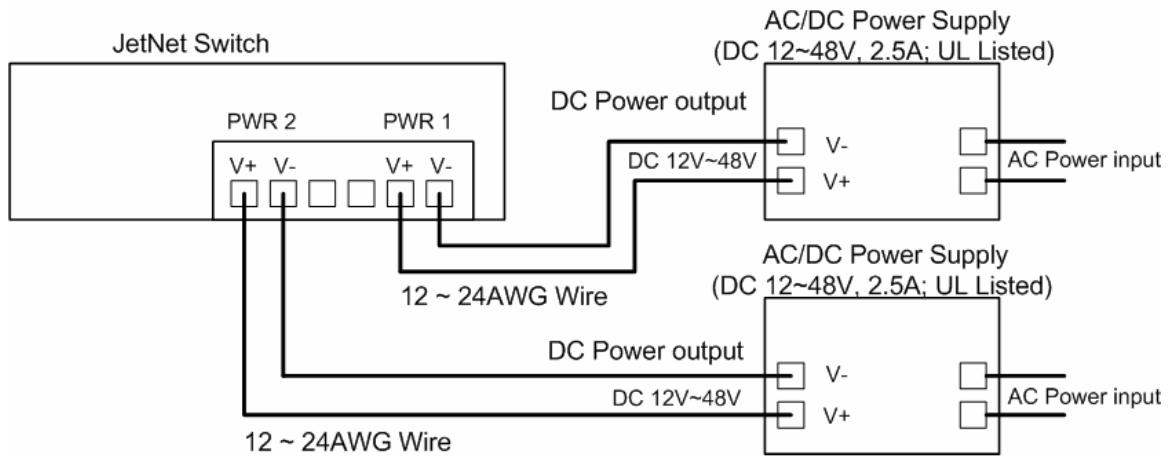 JetNet Switch
AC/DC Power Supply
(DC 12~48V, 2.5A; UL Listed)
DC Power output
PWR 2 PWR 1
V+ V- V+ V-
V-
DC 12V~48V
V+
AC Power input
12 ~ 24AWG Wire
AC/DC Power Supply
(DC 12~48V, 2.5A; UL Listed)
DC Power output
V-
DC 12V~48V
V+
AC Power input
12 ~ 24AWG Wire